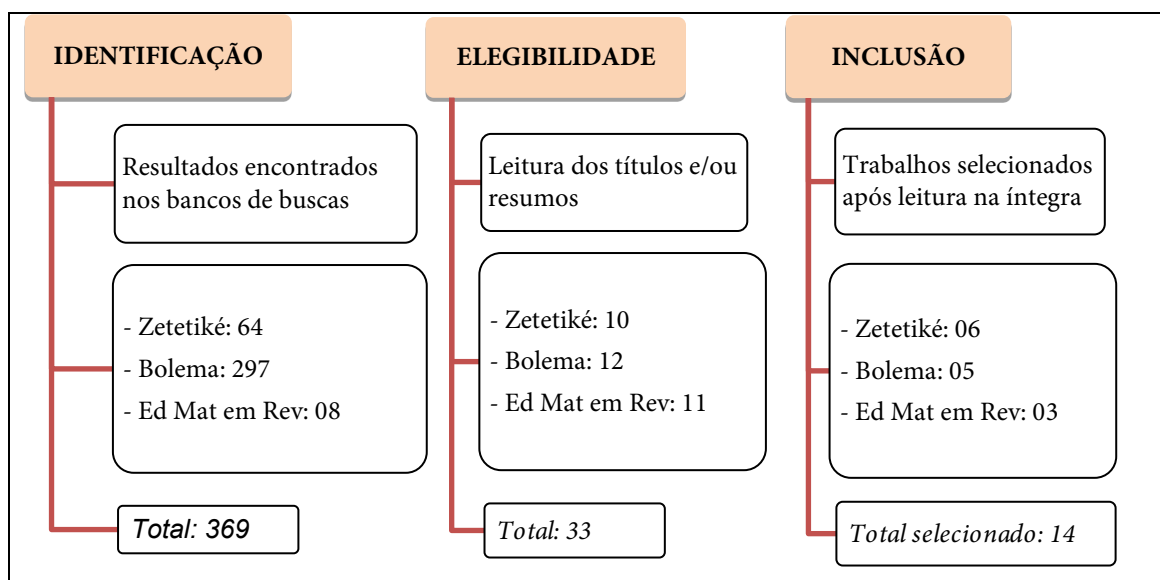 IDENTIFICAÇÃO
Resultados encontrados
nos bancos de buscas
- Zetetiké: 64
- Bolema: 297
- Ed Mat em Rev: 08
Total: 369
ELEGIBILIDADE
Leitura dos títulos e/ou
resumos
- Zetetiké: 10
- Bolema: 12
- Ed Mat em Rev: 11
Total: 33
INCLUSÃO
Trabalhos selecionados
após leitura na íntegra
- Zetetiké: 06
- Bolema: 05
- Ed Mat em Rev: 03
Total selecionado: 14